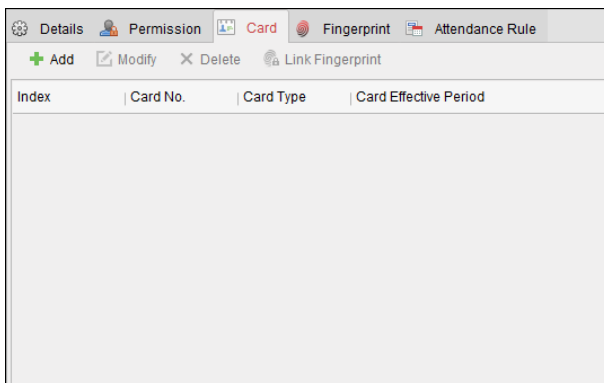 Details Permission Card Fingerprint Attendance Rule
Add Modify Delete Link Fingerprint
Index Card No. Card Type Card Effective Period